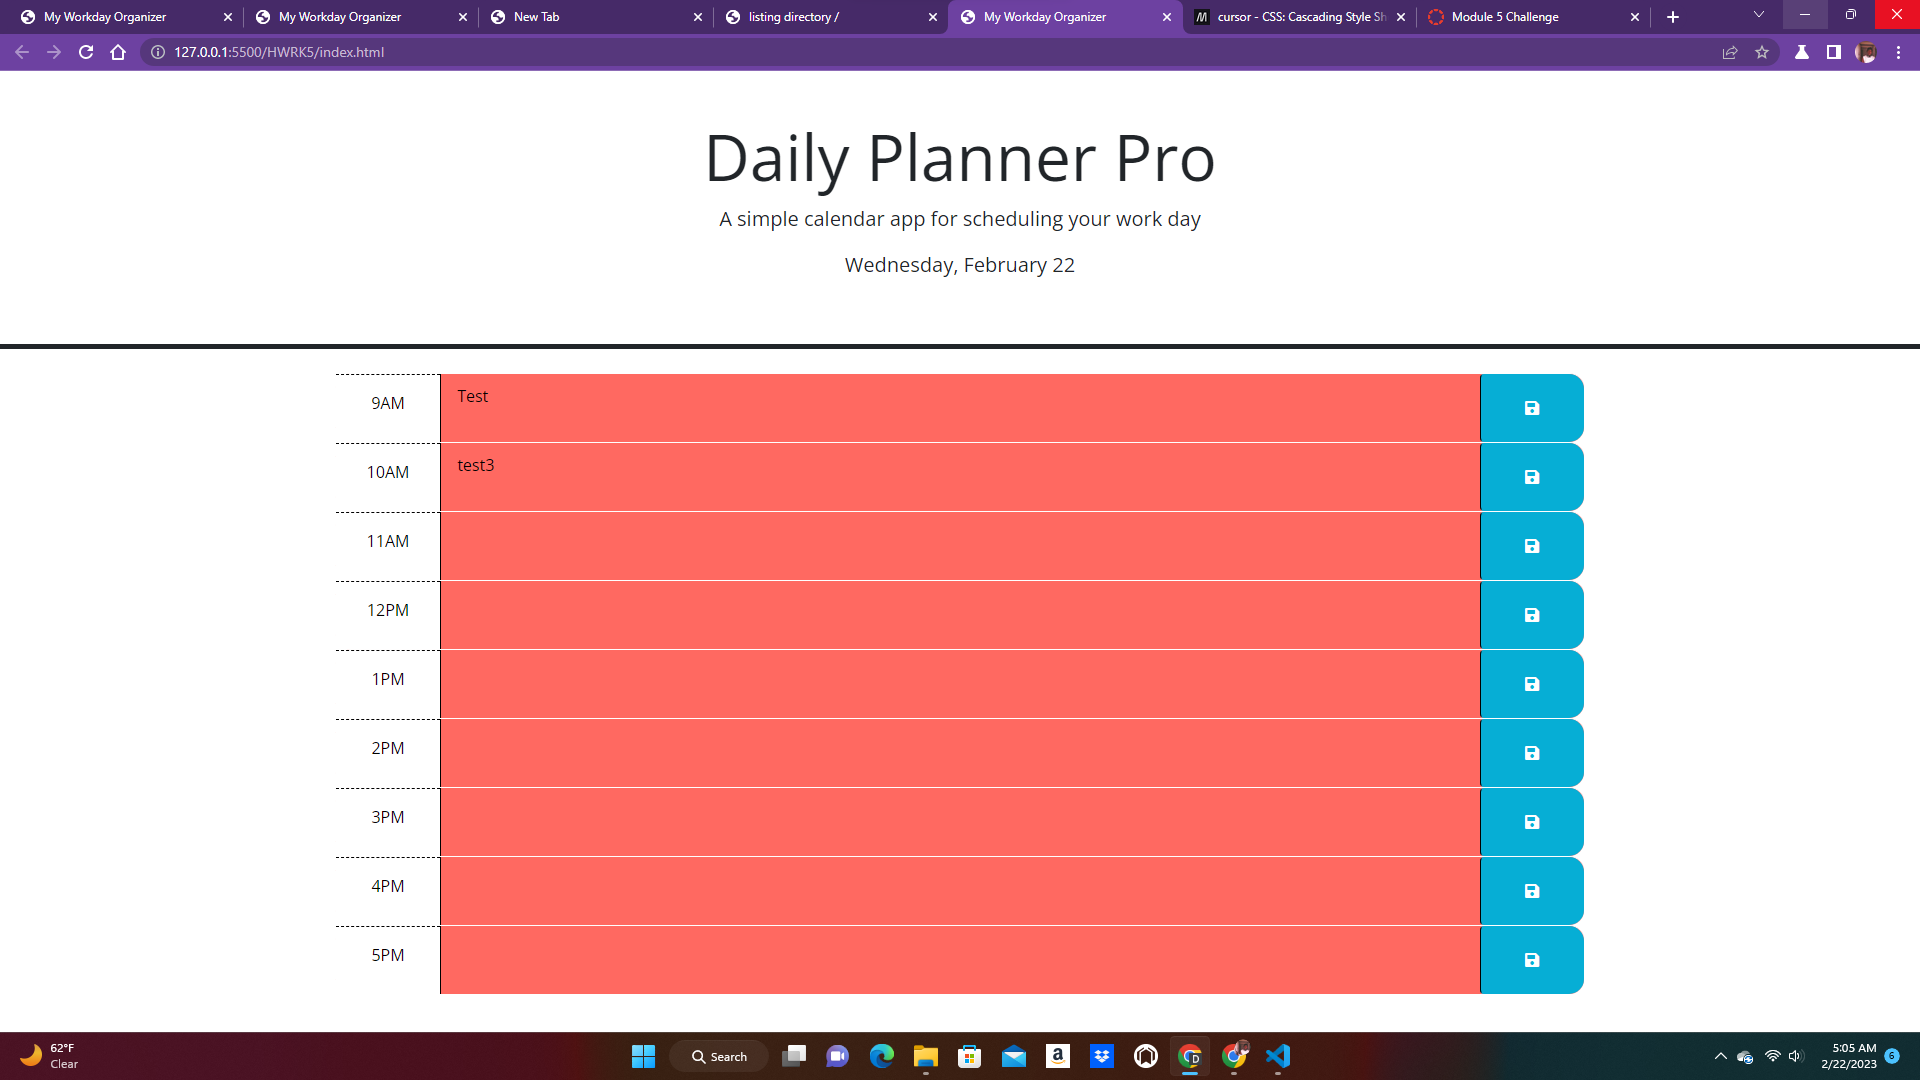 My Workday Organizer
My Workday Organizer
New Tab
listing directory /
My Workday Organizer
cursor - CSS: Cascading Style Sh
Module 5 Challenge
127.0.0.1:5500/HWRK5/index.html
Daily Planner Pro
A simple calendar app for scheduling your work day
Wednesday, February 22
9AM Test
10AM test3
11AM
12PM
1PM
2PM
3PM
4PM
5PM
62°F
Clear
Search
5:05 AM
2/22/2023
6